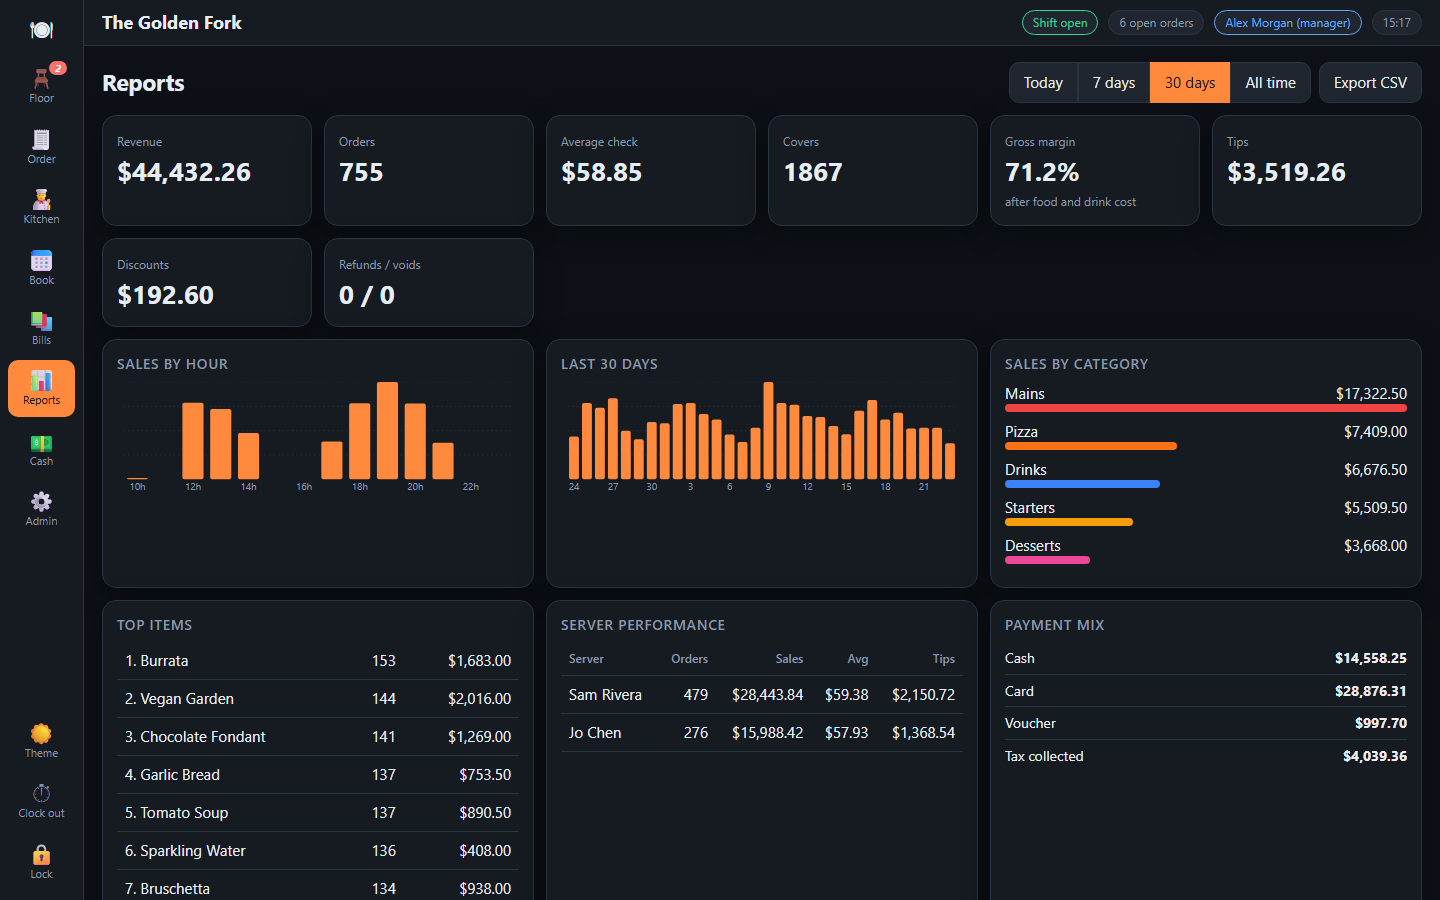 The Golden Fork
Shift open
6 open orders
Alex Morgan (manager)
15:17
2
Floor
Order
Kitchen
Book
Bills
Reports
Cash
Admin
Theme
Clock out
Lock
Reports
Today
7 days
30 days
All time
Export CSV
Revenue
$44,432.26
Orders
755
Average check
$58.85
Covers
1867
Gross margin
71.2%
after food and drink cost
Tips
$3,519.26
Discounts
$192.60
Refunds / voids
0 / 0
SALES BY HOUR
10h 12h 14h 16h 18h 20h 22h
LAST 30 DAYS
24 27 30 3 6 9 12 15 18 21
SALES BY CATEGORY
Mains $17,322.50
Pizza $7,409.00
Drinks $6,676.50
Starters $5,509.50
Desserts $3,668.00
TOP ITEMS
1. Burrata 153 $1,683.00
2. Vegan Garden 144 $2,016.00
3. Chocolate Fondant 141 $1,269.00
4. Garlic Bread 137 $753.50
5. Tomato Soup 137 $890.50
6. Sparkling Water 136 $408.00
7. Bruschetta 134 $938.00
SERVER PERFORMANCE
Server Orders Sales Avg Tips
Sam Rivera 479 $28,443.84 $59.38 $2,150.72
Jo Chen 276 $15,988.42 $57.93 $1,368.54
PAYMENT MIX
Cash $14,558.25
Card $28,876.31
Voucher $997.70
Tax collected $4,039.36